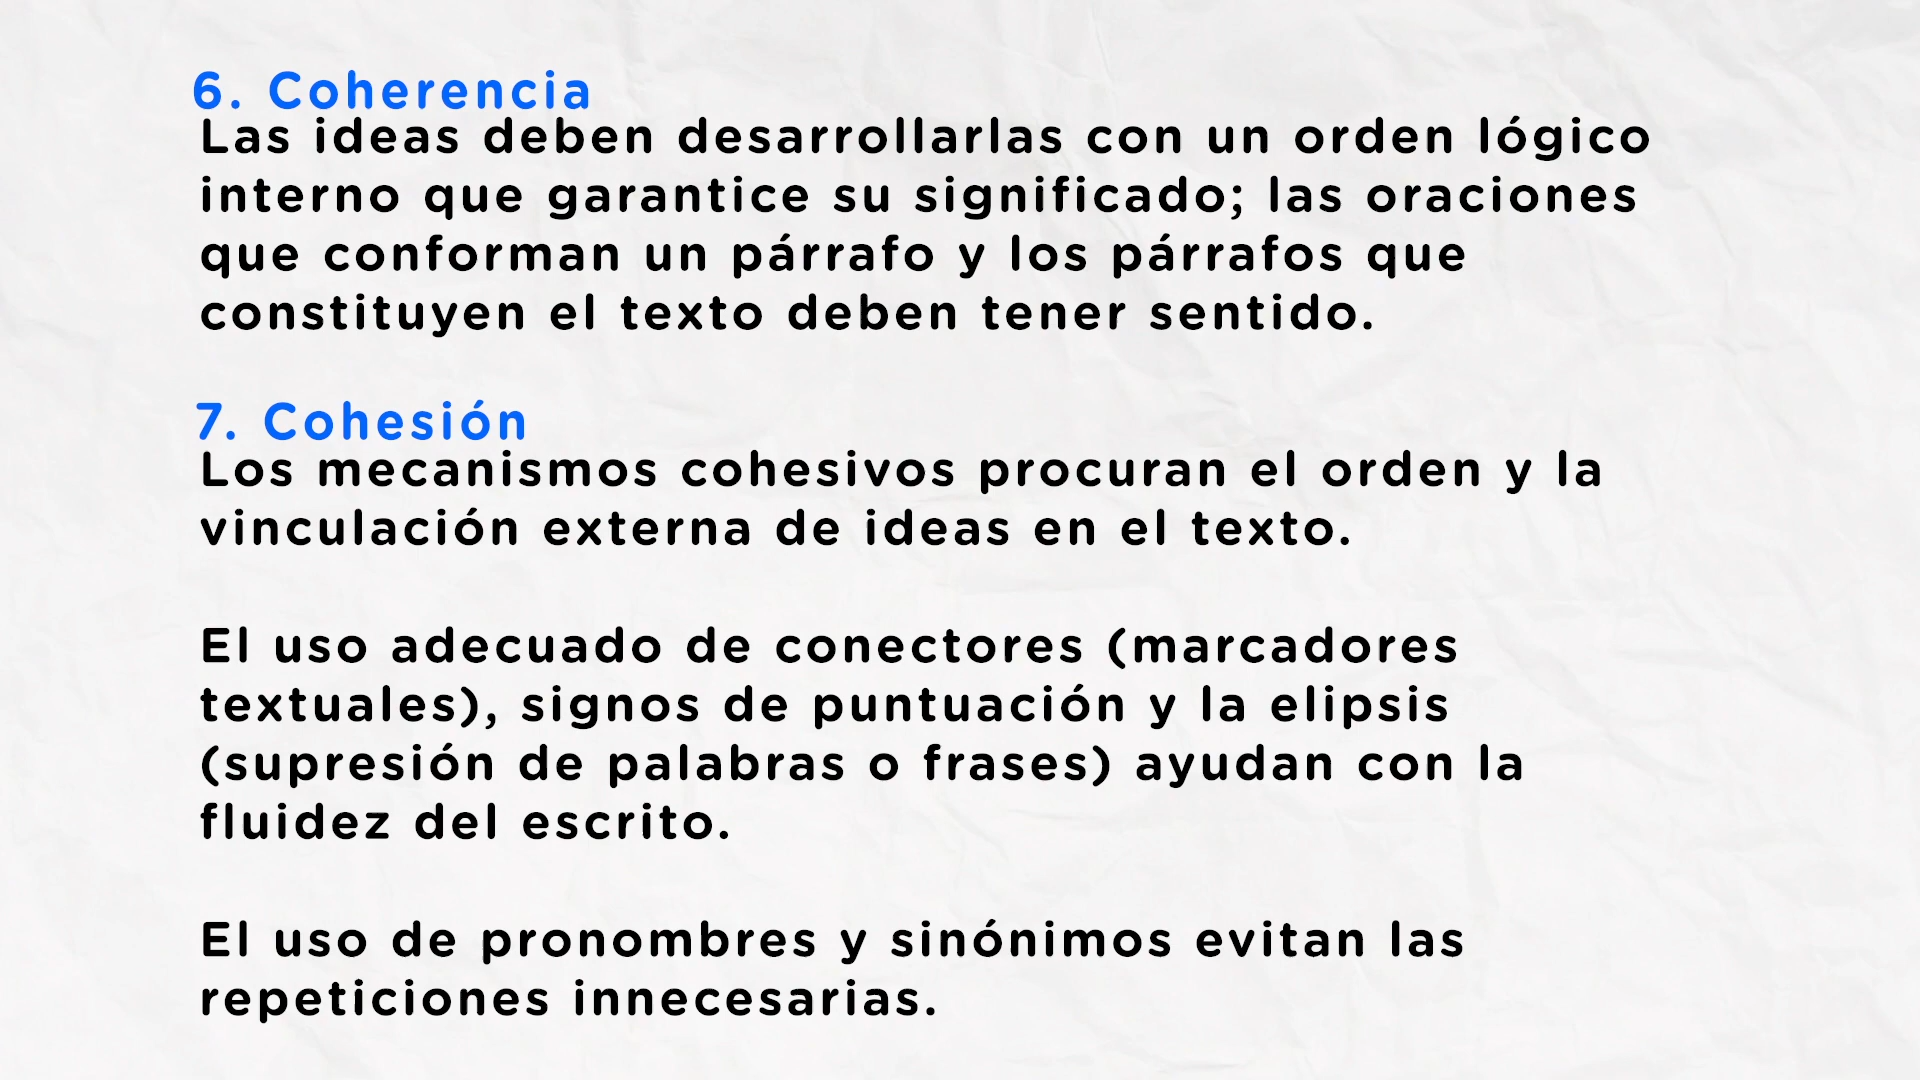 6. Coherencia
Las ideas deben desarrollarlas con un orden lógico
interno que garantice su significado; las oraciones
que conforman un párrafo y los párrafos que
constituyen el texto deben tener sentido.
7. Cohesión
Los mecanismos cohesivos procuran el orden y la
vinculación externa de ideas en el texto.
El uso adecuado de conectores (marcadores
textuales), signos de puntuación y la elipsis
(supresión de palabras o frases) ayudan con la
fluidez del escrito.
El uso de pronombres y sinónimos evitan las
repeticiones innecesarias.